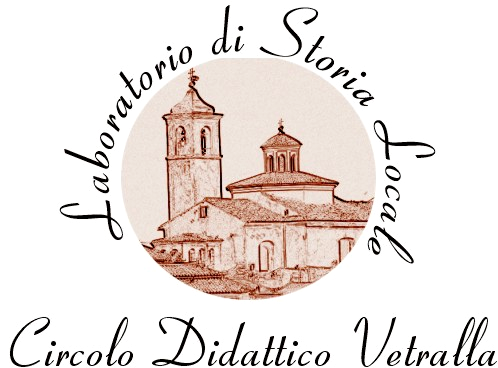 Laboratorio di Storia Locale
Circolo Didattico Vetralla